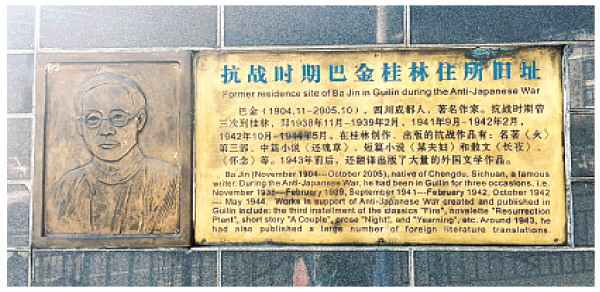 抗战时期巴金桂林住所旧址
Former residence site of Ba Jin in Guilin during the Anti-Japanese War
巴金（1904.11-2005.10），四川成都人，著名作家。抗战时期曾
三次到桂林，即1938年11月-1939年2月，1941年9月-1942年2月，
1942年10月-1944年5月。在桂林创作、出版的抗战作品有：名著《火》
第三部、中篇小说《还魂草》、短篇小说《某夫妇》和散文《长夜》、
《怀念》等。1943年前后，还翻译出版了大量的外国文学作品。
Ba Jin (November 1904—October 2005), native of Chengdu, Sichuan, a famous
writer. During the Anti-Japanese War, he had been in Guilin for three occasions, i.e.
November 1938—February 1939, September 1941—February 1942, October 1942
— May 1944. Works in support of Anti-Japanese War created and published in
Guilin include: the third installment of the classics "Fire", novelette "Resurrection
Plant", short story "A Couple", prose "Night", and "Yearning", etc. Around 1943, he
had also published a large number of foreign literature translations.